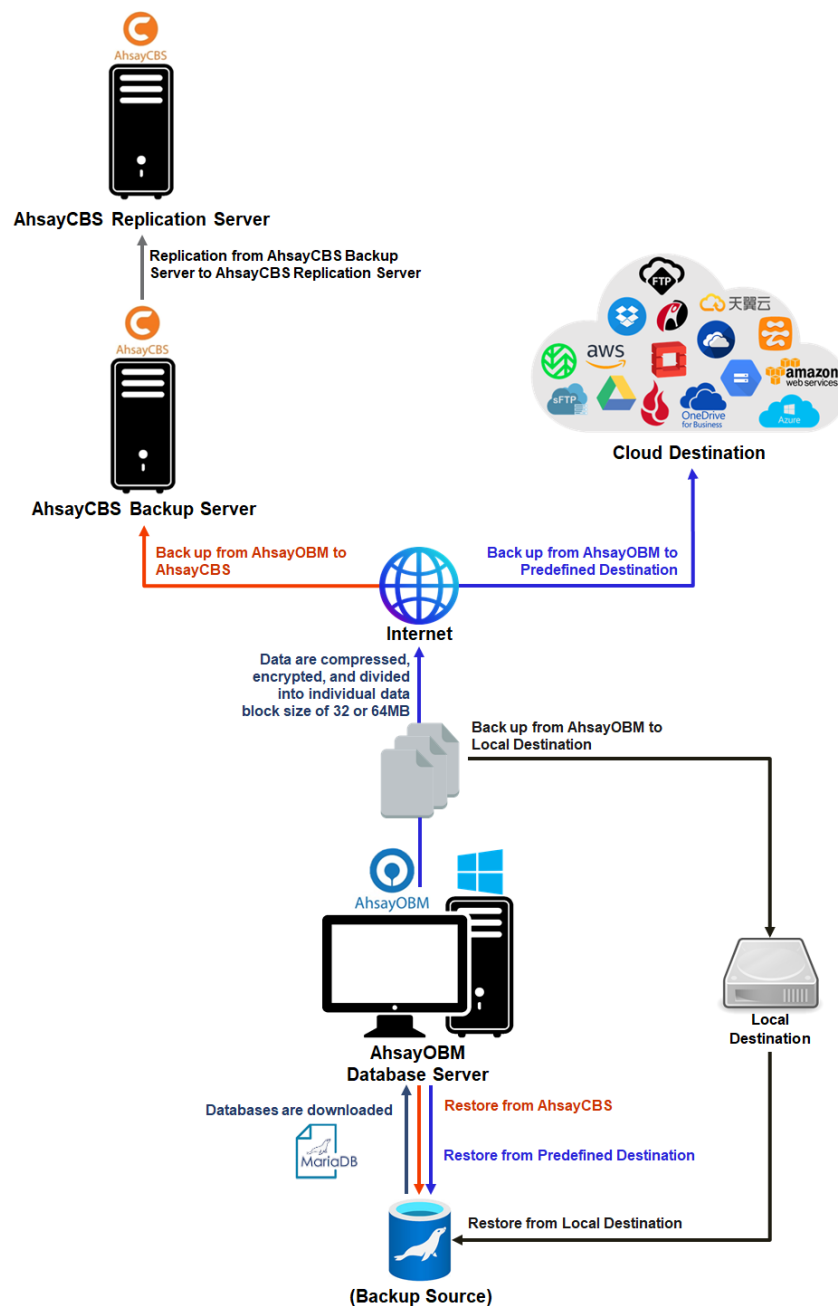 AhsayCBS
AhsayCBS Replication Server
Replication from AhsayCBS Backup
Server to AhsayCBS Replication Server
AhsayCBS
AhsayCBS Backup Server
FTP
天翼云
aws
amazon
web services
sFTP
OneDrive
for Business
Azure
Cloud Destination
Back up from AhsayOBM to
AhsayCBS
Back up from AhsayOBM to
Predefined Destination
Internet
Data are compressed,
encrypted, and divided
into individual data
block size of 32 or 64MB
Back up from AhsayOBM to
Local Destination
AhsayOBM
Local
Destination
AhsayOBM
Database Server
Databases are downloaded
MariaDB
Restore from AhsayCBS
Restore from Predefined Destination
Restore from Local Destination
(Backup Source)